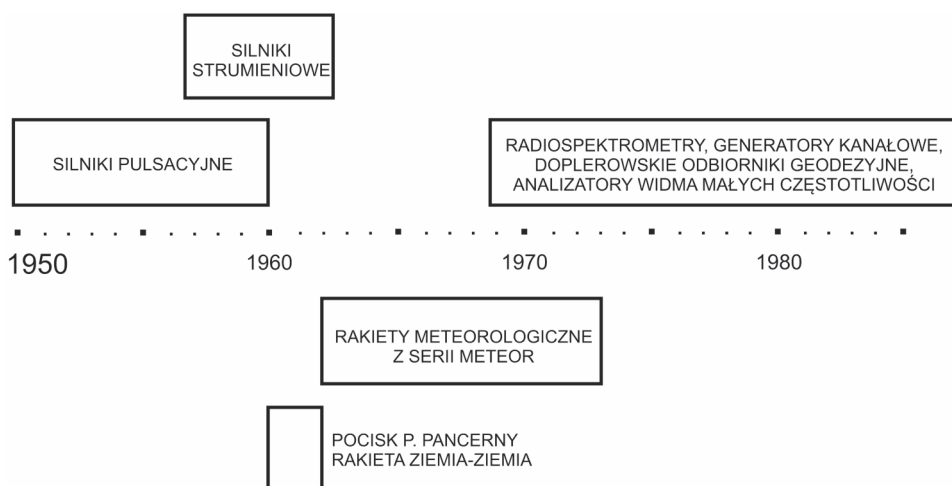 SILNIKI
STRUMIENIOWE
SILNIKI PULSACYJNE
RADIOSPEKTROMETRY, GENERATORY KANAŁOWE,
DOPLEROWSKIE ODBIORNIKI GEODEZYJNE,
ANALIZATORY WIDMA MAŁYCH CZĘSTOTLIWOŚCI
1950 1960 1970 1980
RAKIETY METEOROLOGICZNE
Z SERII METEOR
POCISK P. PANCERNY
RAKIETA ZIEMIA-ZIEMIA